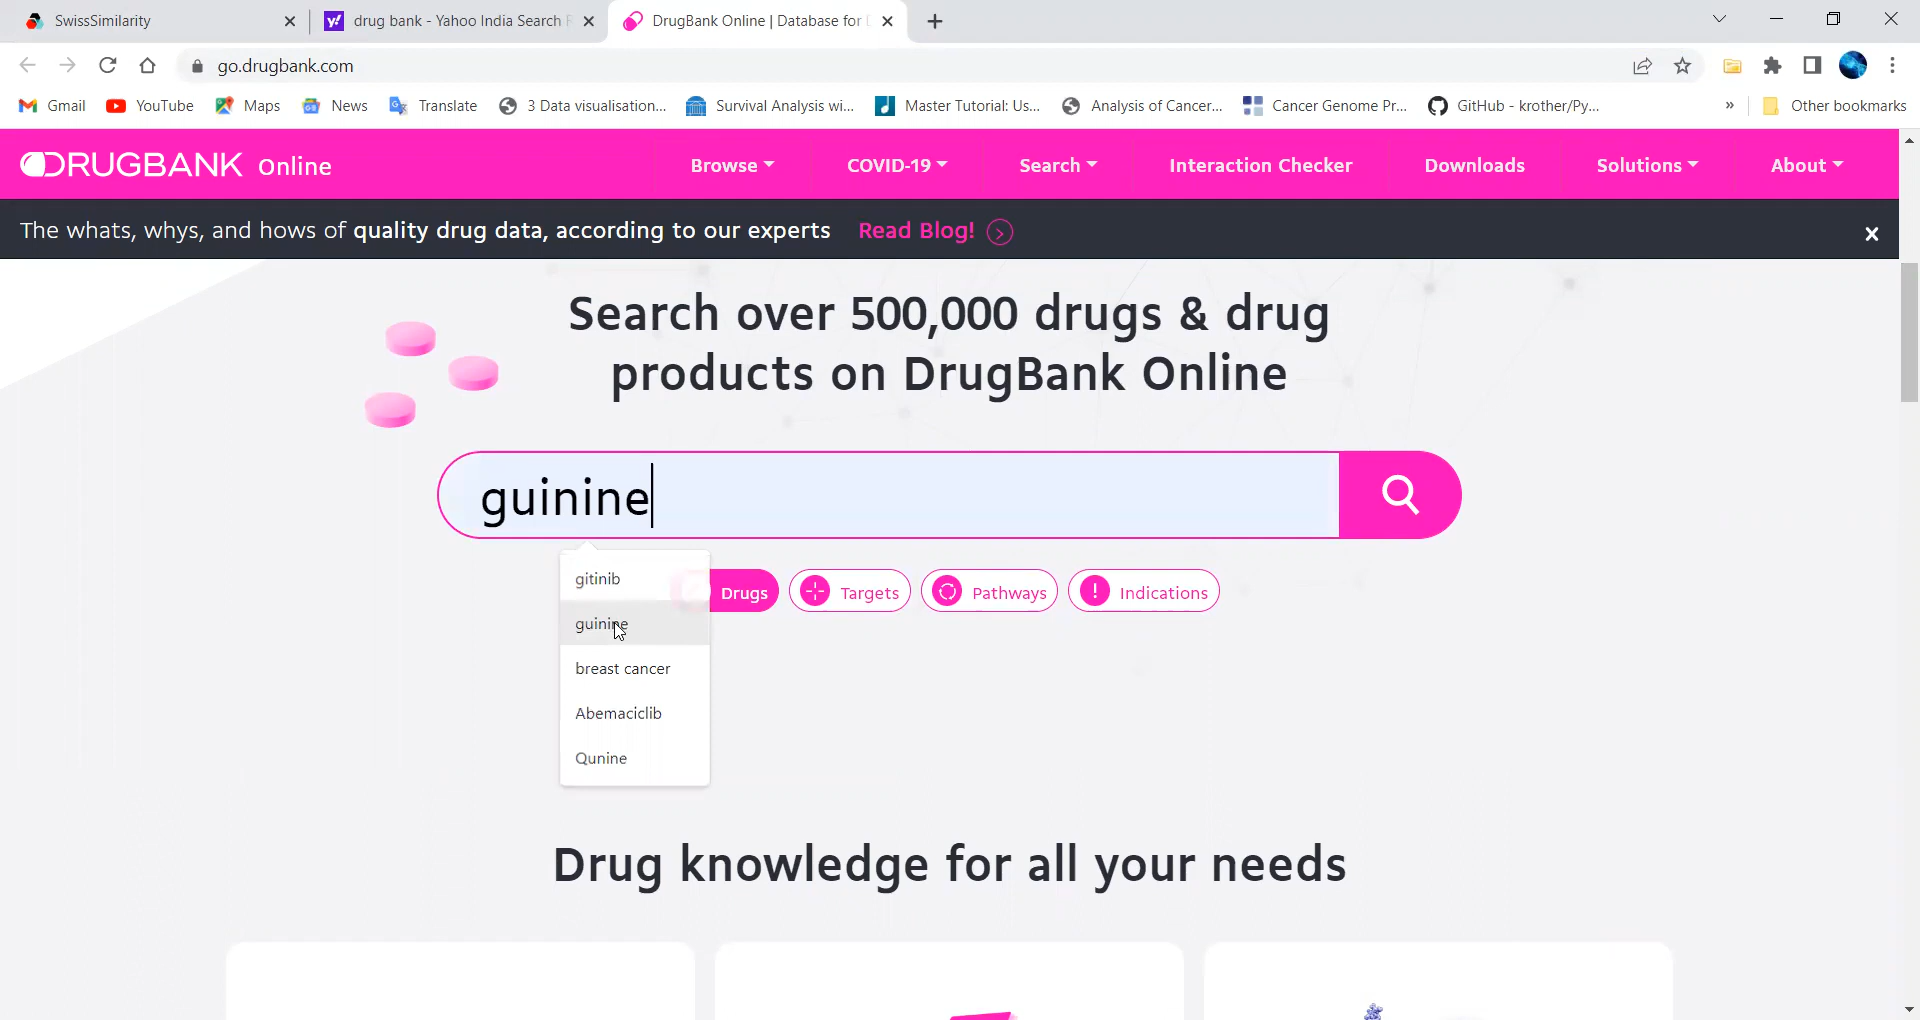 SwissSimilarity
drug bank - Yahoo India Search
DrugBank Online | Database for
go.drugbank.com
Gmail
YouTube
Maps
News
Translate
3 Data visualisation...
Survival Analysis wi...
Master Tutorial: Us...
Analysis of Cancer...
Cancer Genome Pr...
GitHub - krother/Py...
»
Other bookmarks
DRUGBANK Online
Browse
COVID-19
Search
Interaction Checker
Downloads
Solutions
About
The whats, whys, and hows of quality drug data, according to our experts Read Blog!
Search over 500,000 drugs & drug
products on DrugBank Online
guinine
gitinib
guinine
breast cancer
Abemaciclib
Qunine
Drugs
Targets
Pathways
Indications
Drug knowledge for all your needs